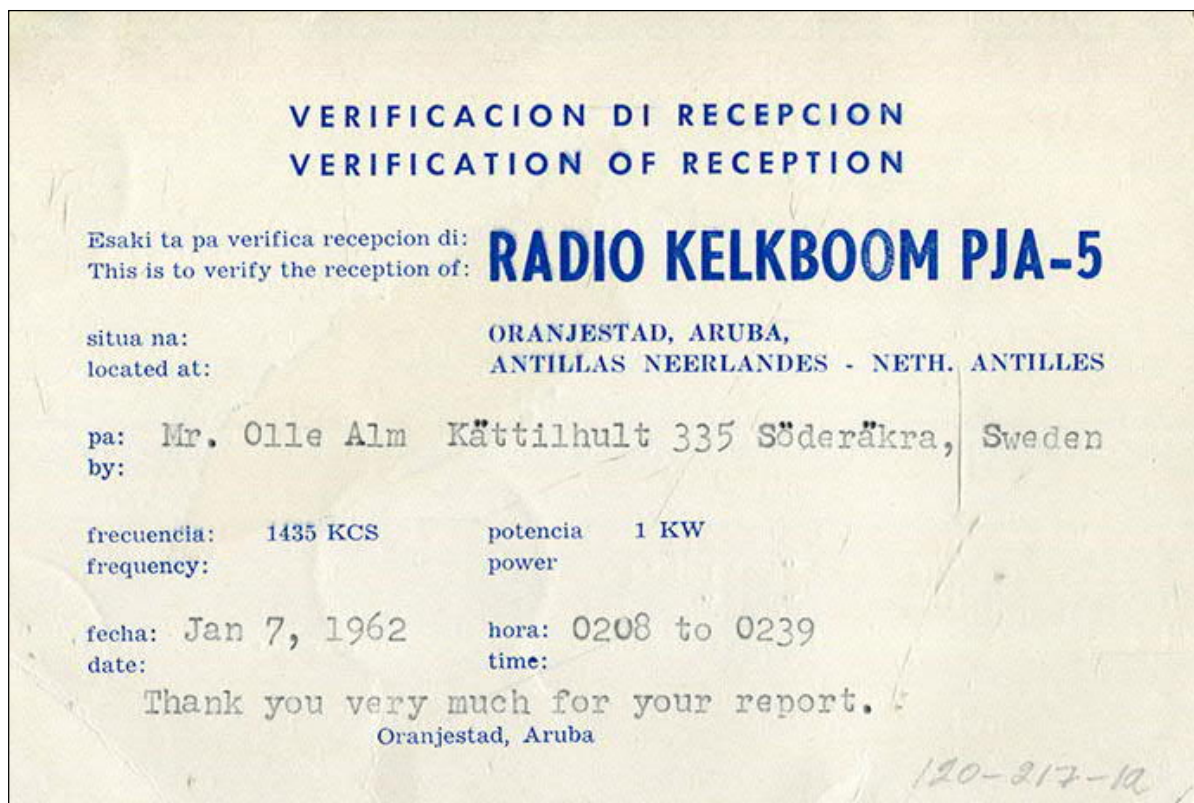 VERIFICACION DI RECEPCION
VERIFICATION OF RECEPTION
Esaki ta pa verifica recepcion di:
This is to verify the reception of:
RADIO KELKBOOM PJA-5
situa na:
located at:
ORANJESTAD, ARUBA,
ANTILLAS NEERLANDES - NETH. ANTILLES
pa: Mr. Olle Alm Kättilhult 335 Söderäkra, Sweden
by:
frecuencia: 1435 KCS potencia 1 KW
frequency: power
fecha: Jan 7, 1962 hora: 0208 to 0239
date: time:
Thank you very much for your report.
Oranjestad, Aruba
120-217-1a